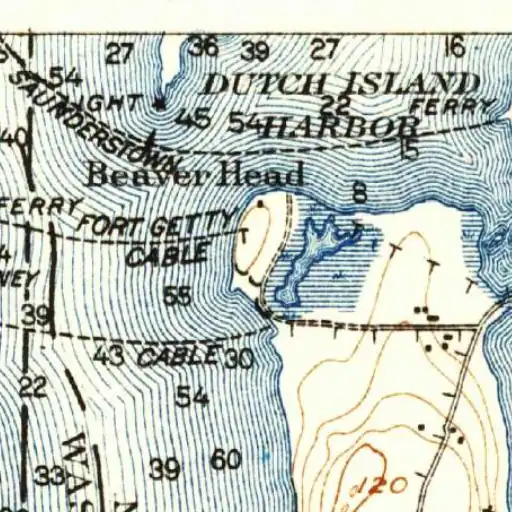 27 36 39 27 16
54 DUTCH ISLAND
22 FERRY
45 54 HARBOR
SAUNDERSTOWN
40 15
Beaver Head
8
FERRY FORT GETTY
CABLE
4
55
39
43 CABLE 30
22 54
33 39 60
120